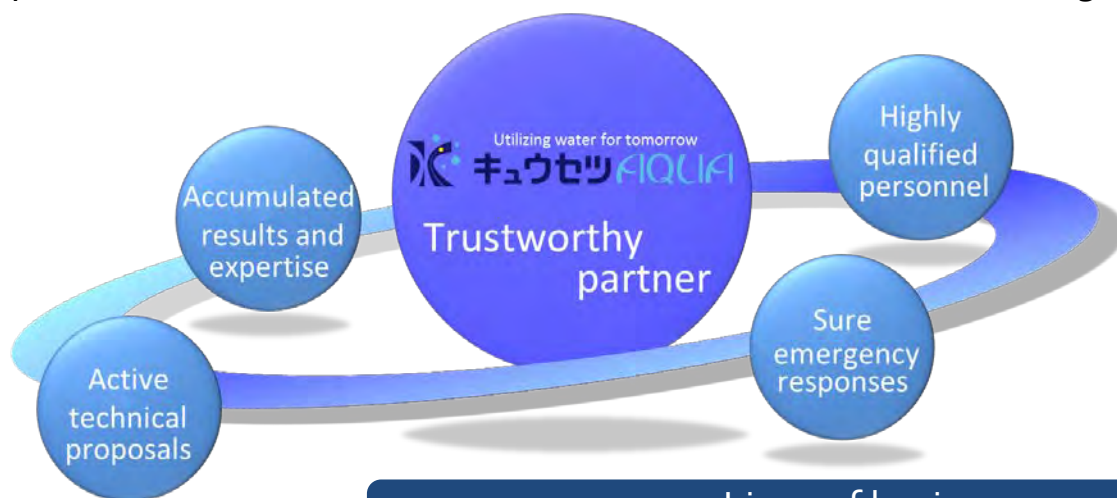 Utilizing water for tomorrow
キュウセツAQUA
Trustworthy
partner
Highly
qualified
personnel
Accumulated
results and
expertise
Sure
emergency
responses
Active
technical
proposals